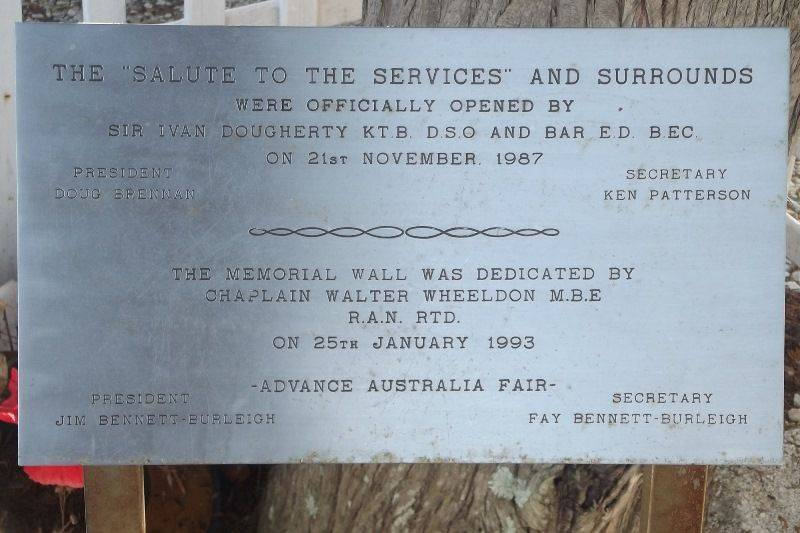 THE "SALUTE TO THE SERVICES" AND SURROUNDS
WERE OFFICIALLY OPENED BY
SIR IVAN DOUGHERTY KT.B. D.S.O AND BAR E.D. B.EC.
ON 21ST NOVEMBER, 1987
PRESIDENT
DOUG BRENNAN
SECRETARY
KEN PATTERSON
THE MEMORIAL WALL WAS DEDICATED BY
CHAPLAIN WALTER WHEELDON M.B.E
R.A.N. RTD.
ON 25TH JANUARY 1993
-ADVANCE AUSTRALIA FAIR-
PRESIDENT
JIM BENNETT-BURLEIGH
SECRETARY
FAY BENNETT-BURLEIGH